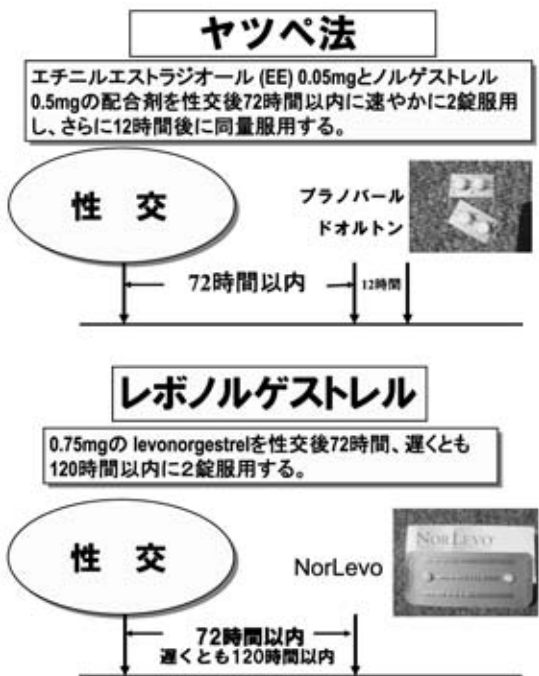 ヤツペ法
エチニルエストラジオール (EE) 0.05mgとノルゲストレル
0.5mgの配合剤を性交後72時間以内に速やかに2錠服用
し、さらに12時間後に同量服用する。
性 交
プラノバール
ドオルトン
72時間以内
12時間
レボノルゲストレル
0.75mgの levonorgestrelを性交後72時間、遅くとも
120時間以内に2錠服用する。
性 交
NorLevo
NORLEVO
72時間以内
遅くとも120時間以内